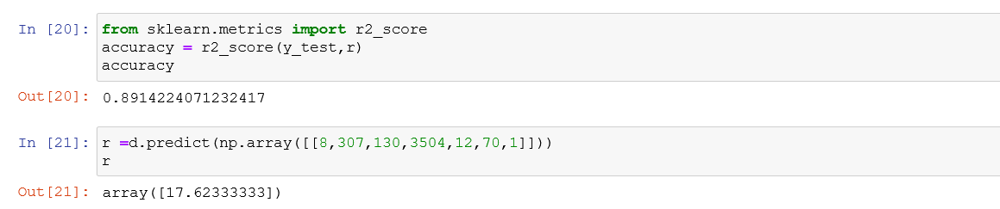 In [20]: from sklearn.metrics import r2_score
accuracy = r2_score(y_test,r)
accuracy
Out[20]: 0.8914224071232417
In [21]: r =d.predict(np.array([[8,307,130,3504,12,70,1]]))
r
Out[21]: array([17.62333333])